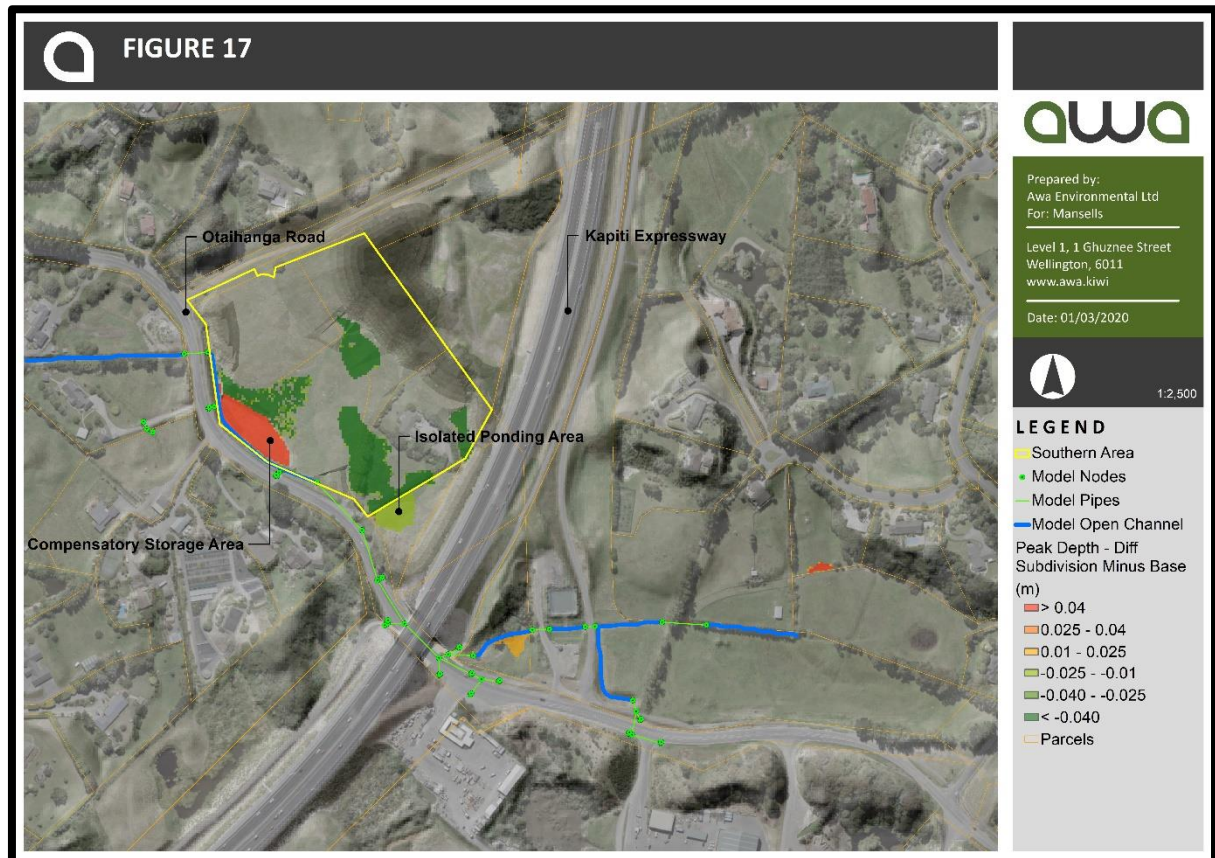 FIGURE 17
Otaihanga Road
Kapiti Expressway
Isolated Ponding Area
Compensatory Storage Area
awa
Prepared by:
Awa Environmental Ltd
For: Mansells
Level 1, 1 Ghuznee Street
Wellington, 6011
www.awa.kiwi
Date: 01/03/2020
1:2,500
LEGEND
Southern Area
Model Nodes
Model Pipes
Model Open Channel
Peak Depth - Diff
Subdivision Minus Base
(m)
> 0.04
0.025 - 0.04
0.01 - 0.025
-0.025 - -0.01
-0.040 - -0.025
< -0.040
Parcels